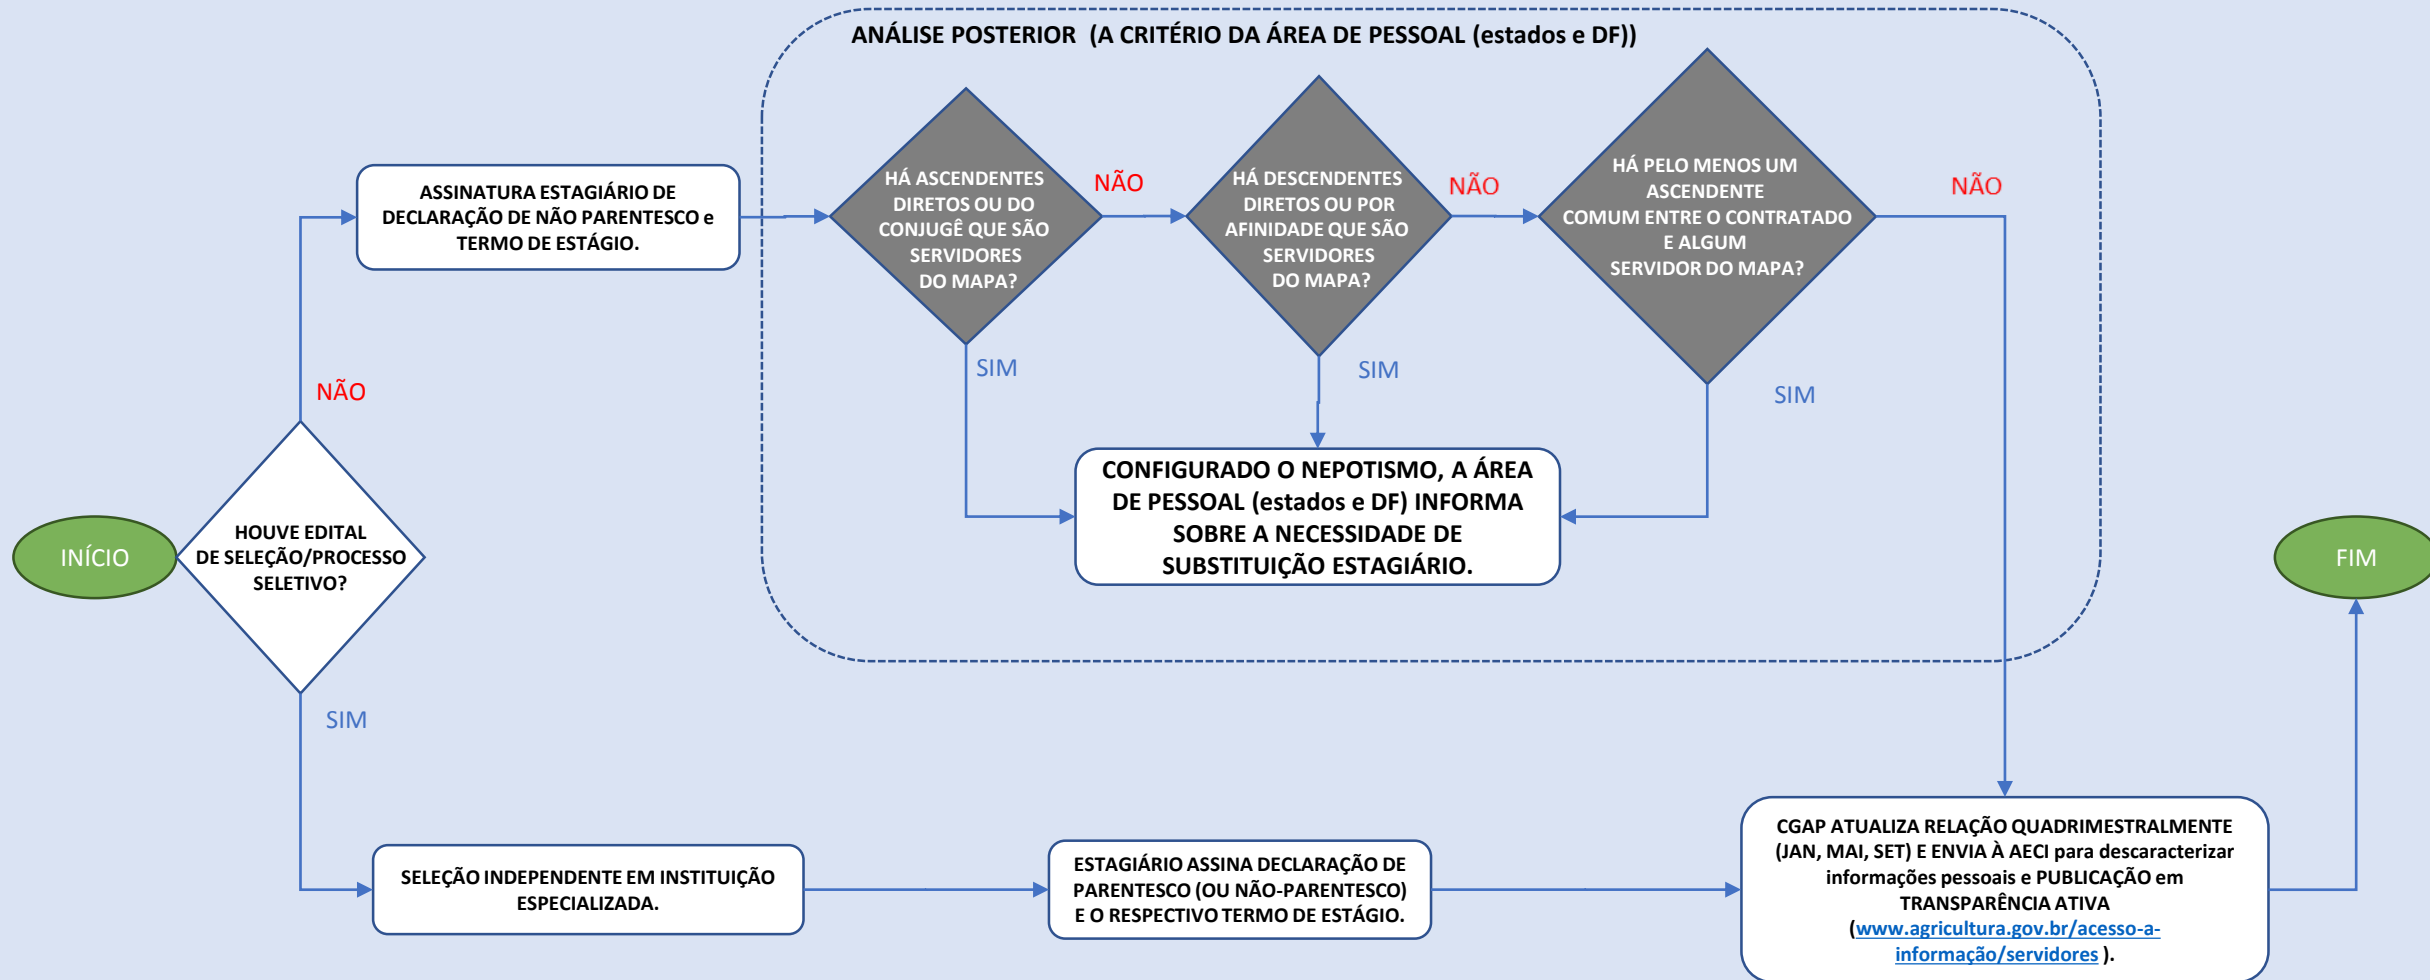 ANÁLISE POSTERIOR (A CRITÉRIO DA ÁREA DE PESSOAL (estados e DF))
ASSINATURA ESTAGIÁRIO DE
DECLARAÇÃO DE NÃO PARENTESCO e
TERMO DE ESTÁGIO.
HÁ ASCENDENTES
DIRETOS OU DO
CONJUGÊ QUE SÃO
SERVIDORES
DO MAPA?
NÃO
HÁ DESCENDENTES
DIRETOS OU POR
AFINIDADE QUE SÃO
SERVIDORES
DO MAPA?
NÃO
HÁ PELO MENOS UM
ASCENDENTE
COMUM ENTRE O CONTRATADO
E ALGUM
SERVIDOR DO MAPA?
NÃO
SIM
SIM
SIM
NÃO
CONFIGURADO O NEPOTISMO, A ÁREA
DE PESSOAL (estados e DF) INFORMA
SOBRE A NECESSIDADE DE
SUBSTITUIÇÃO ESTAGIÁRIO.
INÍCIO
HOUVE EDITAL
DE SELEÇÃO/PROCESSO
SELETIVO?
FIM
SIM
SELEÇÃO INDEPENDENTE EM INSTITUIÇÃO
ESPECIALIZADA.
ESTAGIÁRIO ASSINA DECLARAÇÃO DE
PARENTESCO (OU NÃO-PARENTESCO)
E O RESPECTIVO TERMO DE ESTÁGIO.
CGAP ATUALIZA RELAÇÃO QUADRIMESTRALMENTE
(JAN, MAI, SET) E ENVIA À AECI para descaracterizar
informações pessoais e PUBLICAÇÃO em
TRANSPARÊNCIA ATIVA
(www.agricultura.gov.br/acesso-a-
informação/servidores ).